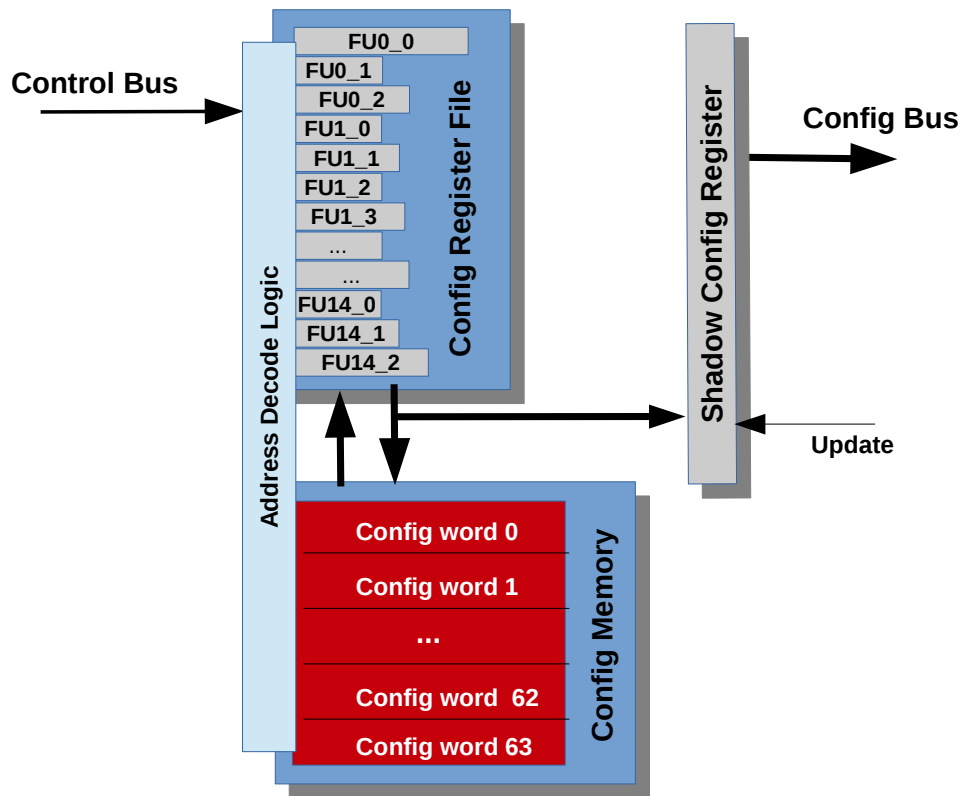 Control Bus
Address Decode Logic
FU0_0
FU0_1
FU0_2
FU1_0
FU1_1
FU1_2
FU1_3
...
...
FU14_0
FU14_1
FU14_2
Config Register File
Shadow Config Register
Config Bus
Update
Config word 0
Config word 1
...
Config word  62
Config word 63
Config Memory